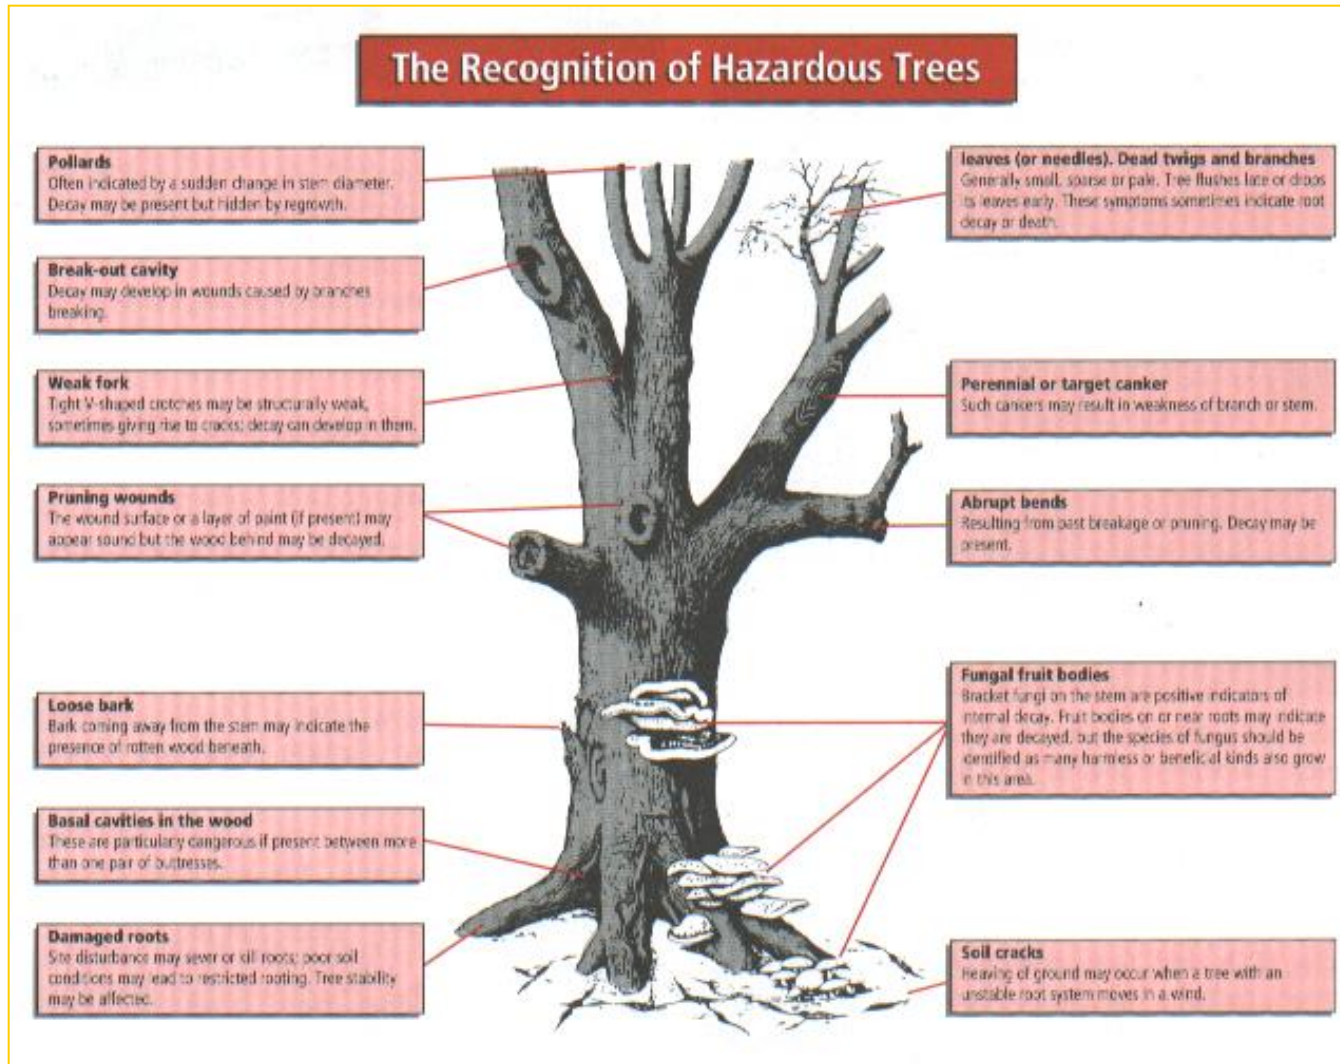 The Recognition of Hazardous Trees
Pollards
Often indicated by a sudden change in stem diameter.
Decay may be present but hidden by regrowth.
Break-out cavity
Decay may develop in wounds caused by branches
breaking.
Weak fork
Tight V-shaped crotches may be structurally weak,
sometimes giving rise to cracks; decay can develop in them.
Pruning wounds
The wound surface or a layer of paint (if present) may
appear sound but the wood behind may be decayed.
Loose bark
Bark coming away from the stem may indicate the
presence of rotten wood beneath.
Basal cavities in the wood
These are particularly dangerous if present between more
than one pair of buttresses.
Damaged roots
Site disturbance may sever or kill roots; poor soil
conditions may lead to restricted rooting. Tree stability
may be affected.
leaves (or needles). Dead twigs and branches
Generally small, sparse or pale. Tree flushes late or drops
its leaves early. These symptoms sometimes indicate root
decay or death.
Perennial or target canker
Such cankers may result in weakness of branch or stem.
Abrupt bends
Resulting from past breakage or pruning. Decay may be
present.
Fungal fruit bodies
Bracket fungi on the stem are positive indicators of
internal decay. Fruit bodies on or near roots may indicate
they are decayed, but the species of fungus should be
identified as many harmless or beneficial kinds also grow
in this area.
Soil cracks
Heaving of ground may occur when a tree with an
unstable root system moves in a wind.